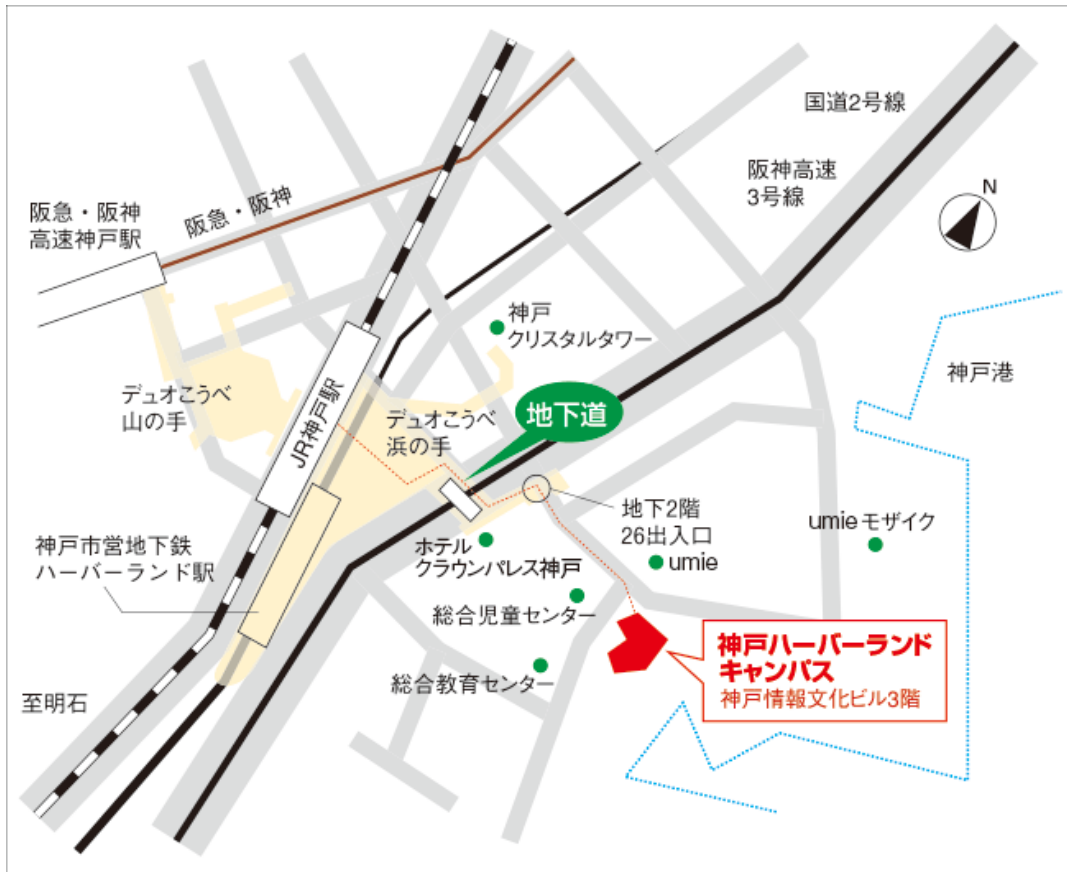 国道2号線
阪神高速
3号線
N
阪急・阪神
高速神戸駅
阪急・阪神
神戸
クリスタルタワー
神戸港
デュオこうべ
山の手
JR神戸駅
デュオこうべ
浜の手
地下道
地下2階
26出入口
umieモザイク
神戸市営地下鉄
ハーバーランド駅
ホテル
クラウンパレス神戸
umie
総合児童センター
神戸ハーバーランド
キャンパス
神戸情報文化ビル3階
総合教育センター
至明石